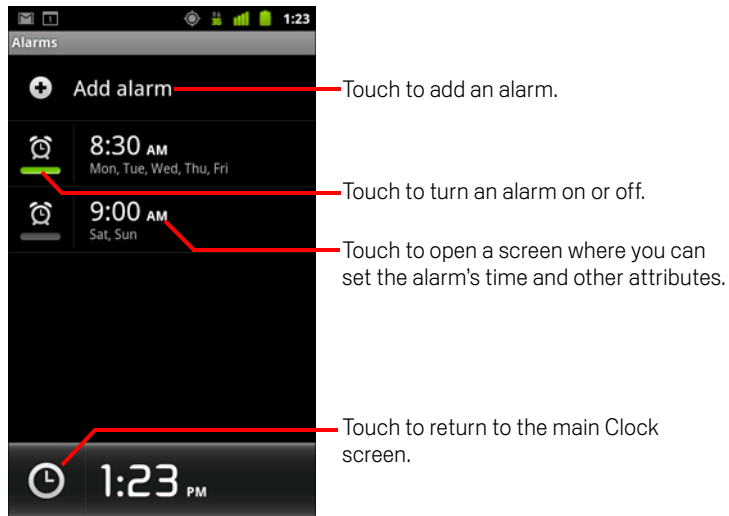 1 3G 1:23
Alarms
Add alarm
Touch to add an alarm.
8:30 AM
Mon, Tue, Wed, Thu, Fri
Touch to turn an alarm on or off.
9:00 AM
Sat, Sun
Touch to open a screen where you can
set the alarm's time and other attributes.
Touch to return to the main Clock
screen.
1:23 PM